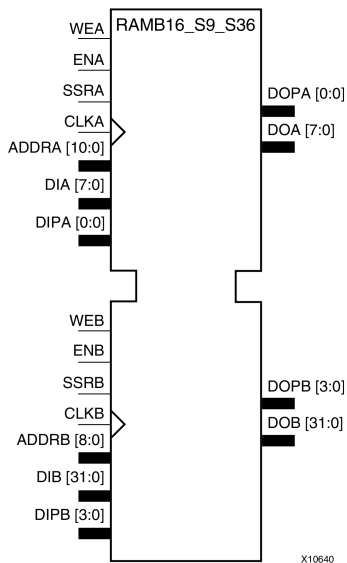 RAMB16_S9_S36
WEA
ENA
SSRA
CLKA
ADDRA [10:0]
DIA [7:0]
DIPA [0:0]
DOPA [0:0]
DOA [7:0]
WEB
ENB
SSRB
CLKB
ADDRB [8:0]
DIB [31:0]
DIPB [3:0]
DOPB [3:0]
DOB [31:0]
X10640